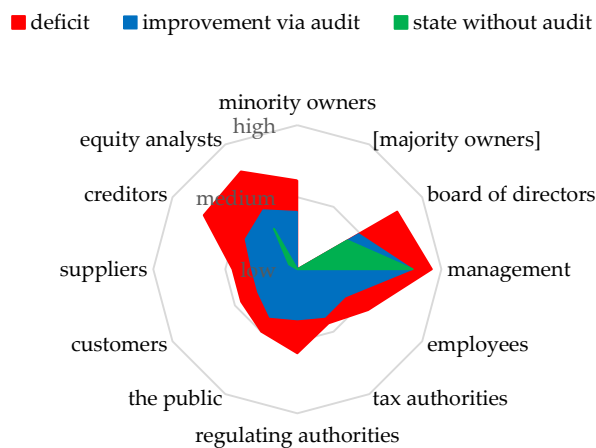 deficit improvement via audit state without audit
minority owners
high
equity analysts [majority owners]
creditors medium board of directors
suppliers low management
customers employees
the public tax authorities
regulating authorities